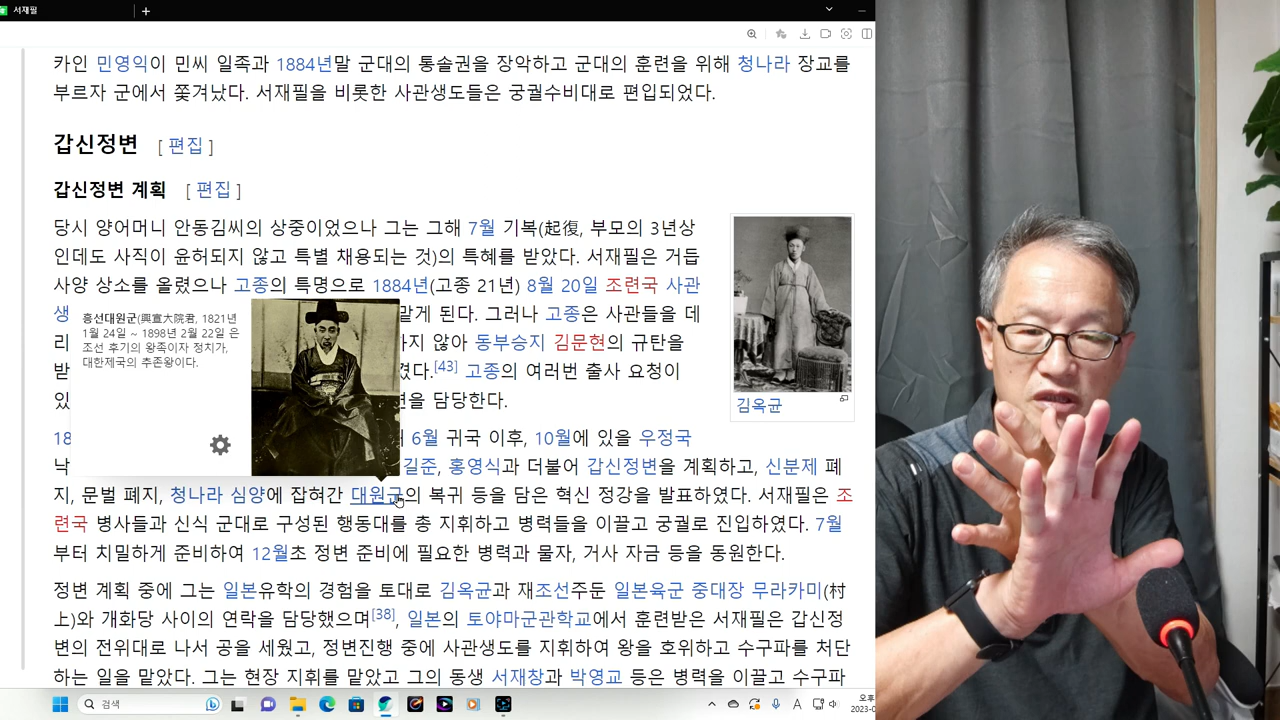 서재필
카인 민영익이 민씨 일족과 1884년말 군대의 통솔권을 장악하고 군대의 훈련을 위해 청나라 장교를
부르자 군에서 쫓겨났다. 서재필을 비롯한 사관생도들은 궁궐수비대로 편입되었다.
갑신정변 [ 편집 ]
갑신정변 계획 [ 편집 ]
당시 양어머니 안동김씨의 상중이었으나 그는 그해 7월 기복(起復, 부모의 3년상
인데도 사직이 윤허되지 않고 특별 채용되는 것)의 특혜를 받았다. 서재필은 거듭
사양 상소를 올렸으나 고종의 특명으로 1884년(고종 21년) 8월 20일 조련국 사관
생 맡게 된다. 그러나 고종은 사관들을 데
리 하지 않아 동부승지 김문현의 규탄을
받 였다.[43] 고종의 여러번 출사 요청이
있 을 담당한다.
흥선대원군(興宣大院君, 1821년
1월 24일 ~ 1898년 2월 22일 은
조선 후기의 왕족이자 정치가,
대한제국의 추존왕이다.
김옥균
18 6월 귀국 이후, 10월에 있을 우정국
낙 길준, 홍영식과 더불어 갑신정변을 계획하고, 신분제 폐
지, 문벌 폐지, 청나라 심양에 잡혀간 대원군의 복귀 등을 담은 혁신 정강을 발표하였다. 서재필은 조
련국 병사들과 신식 군대로 구성된 행동대를 총 지휘하고 병력들을 이끌고 궁궐로 진입하였다. 7월
부터 치밀하게 준비하여 12월초 정변 준비에 필요한 병력과 물자, 거사 자금 등을 동원한다.
정변 계획 중에 그는 일본유학의 경험을 토대로 김옥균과 재조선주둔 일본육군 중대장 무라카미(村
上)와 개화당 사이의 연락을 담당했으며[38], 일본의 토야마군관학교에서 훈련받은 서재필은 갑신정
변의 전위대로 나서 공을 세웠고, 정변진행 중에 사관생도를 지휘하여 왕을 호위하고 수구파를 처단
하는 일을 맡았다. 그는 현장 지휘를 맡았고 그의 동생 서재창과 박영교 등은 병력을 이끌고 수구파
검색
A
오후
2023-0